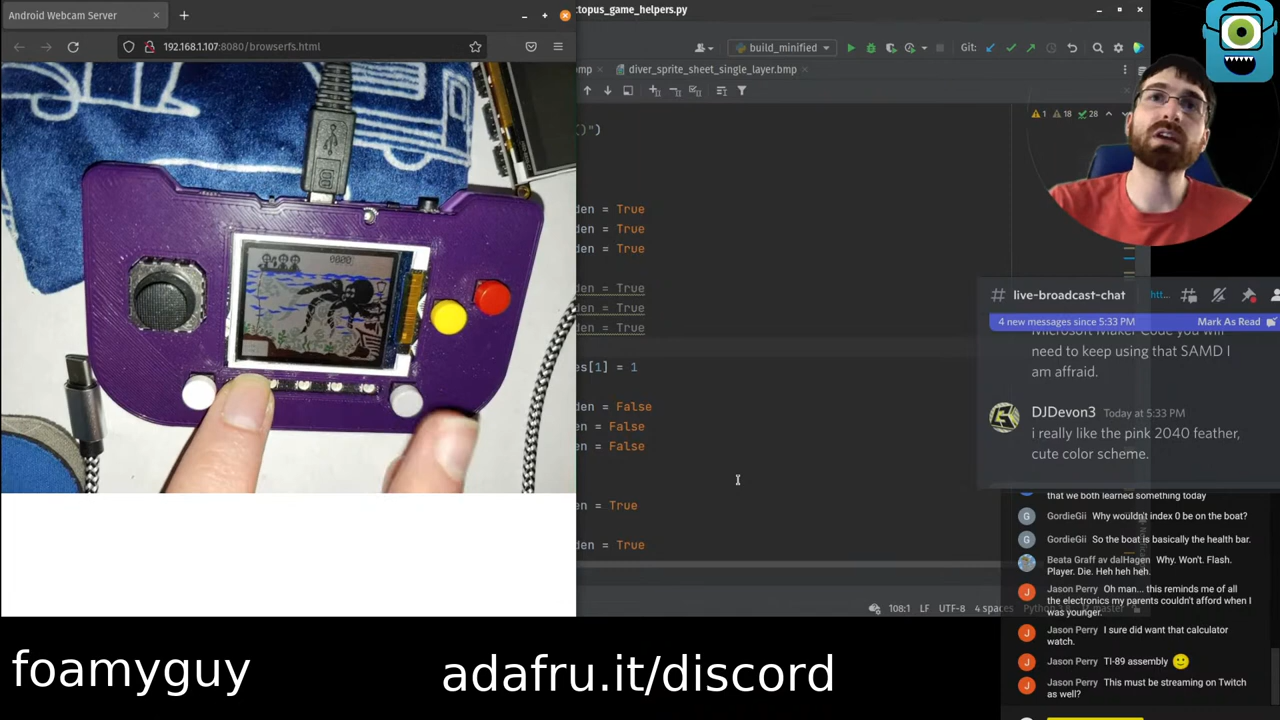 Android Webcam Server
192.168.1.107:8080/browserfs.html
ctopus_game_helpers.py
build_minified
Git:
diver_sprite_sheet_single_layer.bmp
1 18 28
()")
den = True
den = True
den = True
den = True
den = True
den = True
es[1] = 1
den = False
den = False
den = False
den = True
den = True
108:1 LF UTF-8 4 spaces
# live-broadcast-chat
4 new messages since 5:33 PM Mark As Read
need to keep using that SAMD I
am affraid.
DJDevon3 Today at 5:33 PM
i really like the pink 2040 feather,
cute color scheme.
that we both learned something today
GordieGii Why wouldn't index 0 be on the boat?
GordieGii So the boat is basically the health bar.
Beata Graff av dalHagen Why. Won't. Flash.
Player. Die. Heh heh heh.
Jason Perry Oh man... this reminds me of all
the electronics my parents couldn't afford when I
was younger.
Jason Perry I sure did want that calculator
watch.
Jason Perry TI-89 assembly
Jason Perry This must be streaming on Twitch
as well?
foamyguy
adafru.it/discord